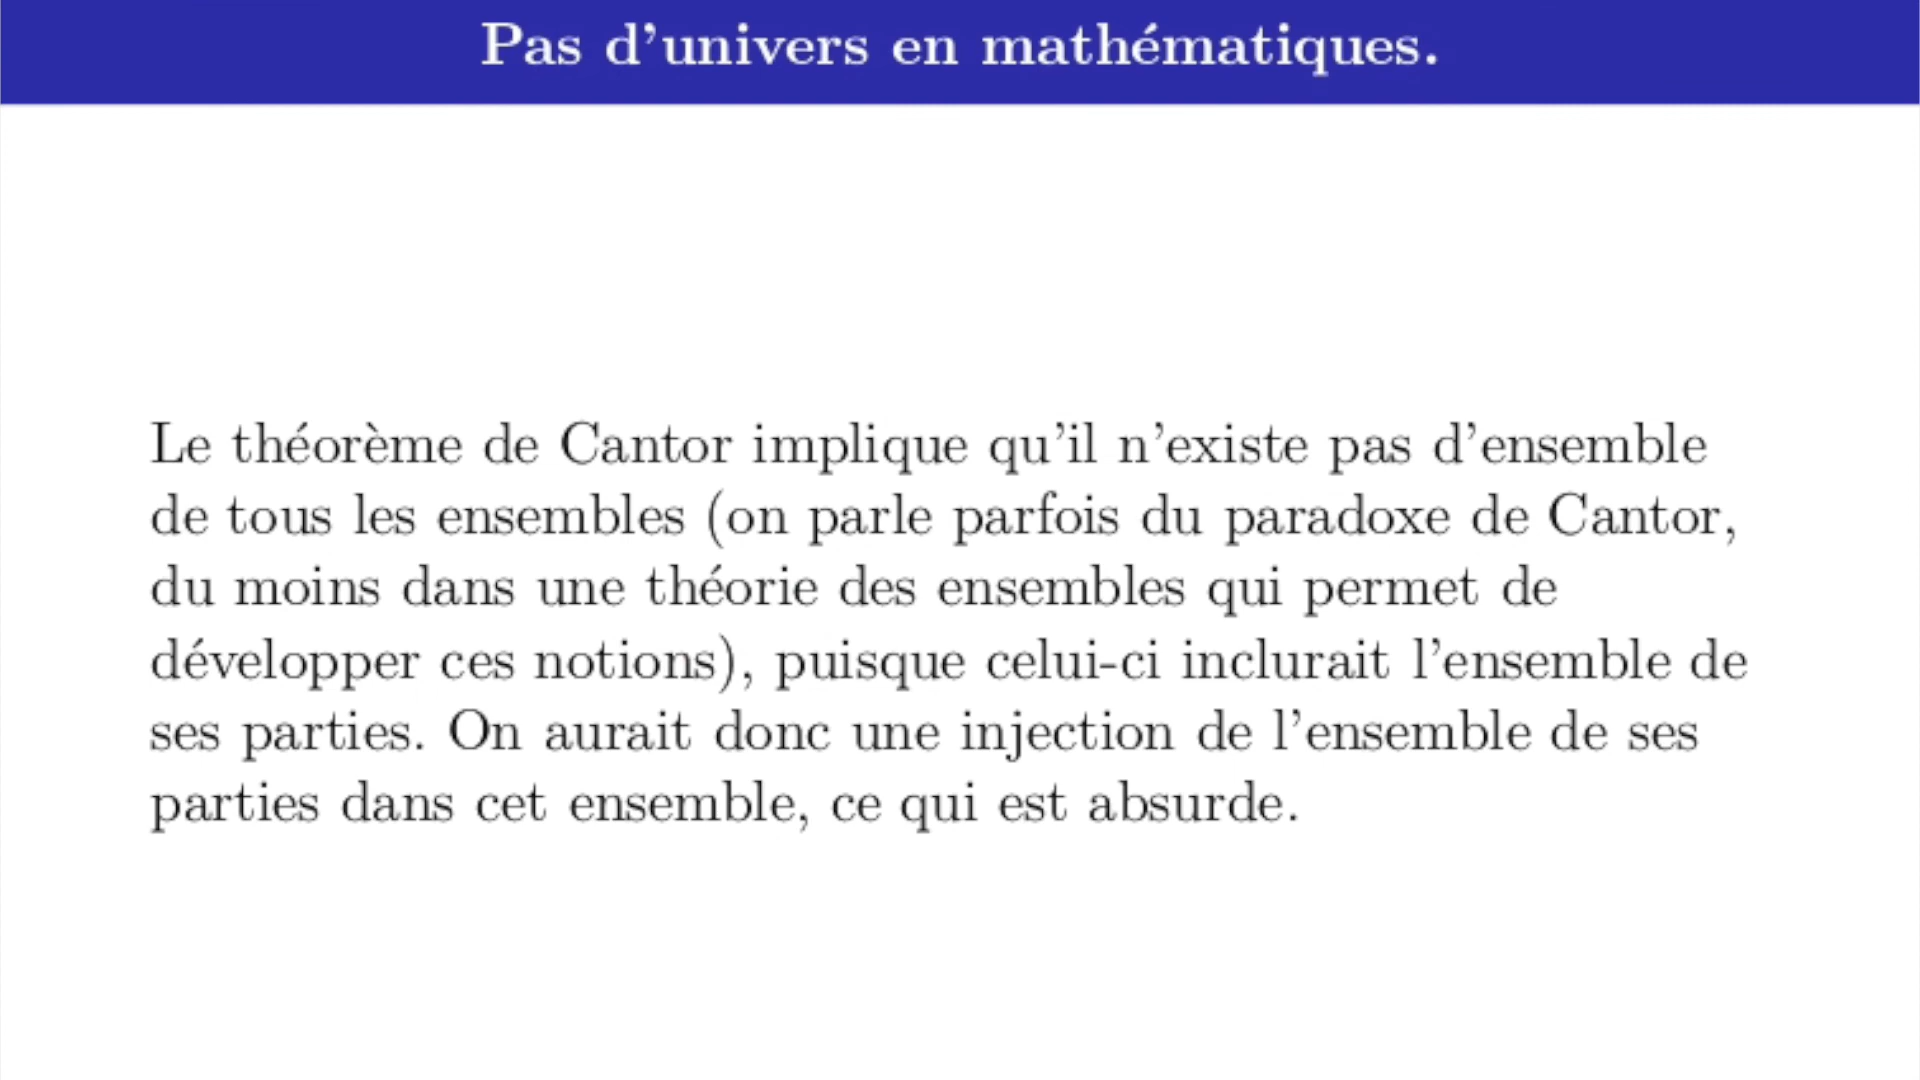 Pas d'univers en mathématiques.
Le théorème de Cantor implique qu'il n'existe pas d'ensemble
de tous les ensembles (on parle parfois du paradoxe de Cantor,
du moins dans une théorie des ensembles qui permet de
développer ces notions), puisque celui-ci inclurait l'ensemble de
ses parties. On aurait donc une injection de l'ensemble de ses
parties dans cet ensemble, ce qui est absurde.